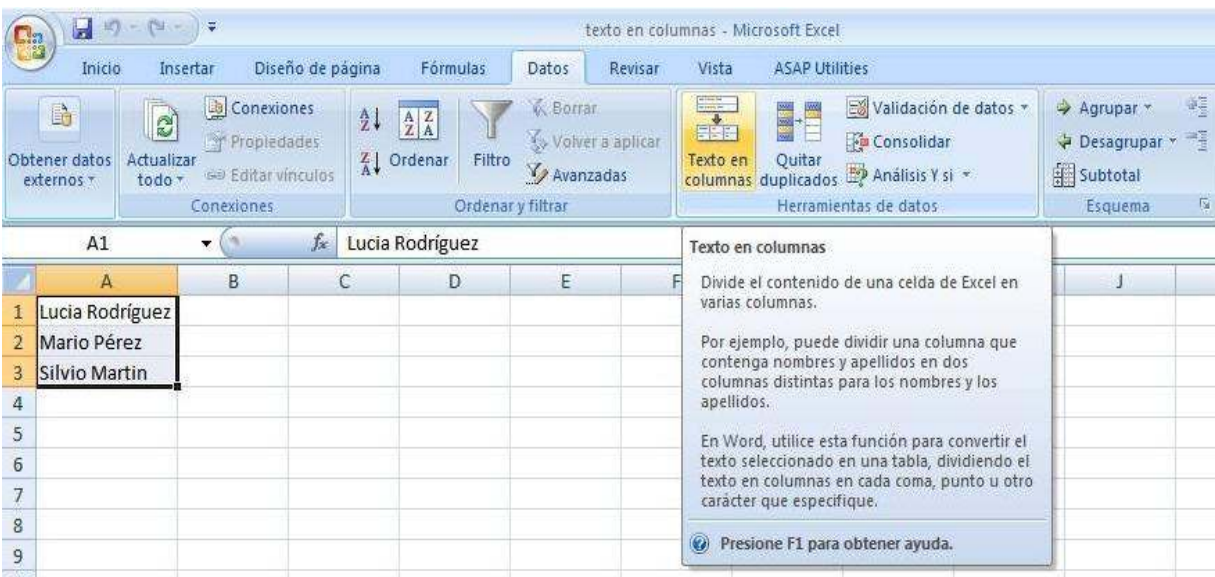 texto en columnas - Microsoft Excel
Inicio Insertar Diseño de página Fórmulas Datos Revisar Vista ASAP Utilities
Obtener datos externos
Actualizar todo
Conexiones
Propiedades
Editar vínculos
Conexiones
Ordenar
Filtro
Borrar
Volver a aplicar
Avanzadas
Ordenar y filtrar
Texto en columnas
Quitar duplicados
Validación de datos
Consolidar
Análisis Y si
Herramientas de datos
Agrupar
Desagrupar
Subtotal
Esquema
A1 fx Lucia Rodríguez
A B C D E F J
1 Lucia Rodríguez
2 Mario Pérez
3 Silvio Martin
4
5
6
7
8
9
Texto en columnas
Divide el contenido de una celda de Excel en
varias columnas.
Por ejemplo, puede dividir una columna que
contenga nombres y apellidos en dos
columnas distintas para los nombres y los
apellidos.
En Word, utilice esta función para convertir el
texto seleccionado en una tabla, dividiendo el
texto en columnas en cada coma, punto u otro
carácter que especifique.
Presione F1 para obtener ayuda.